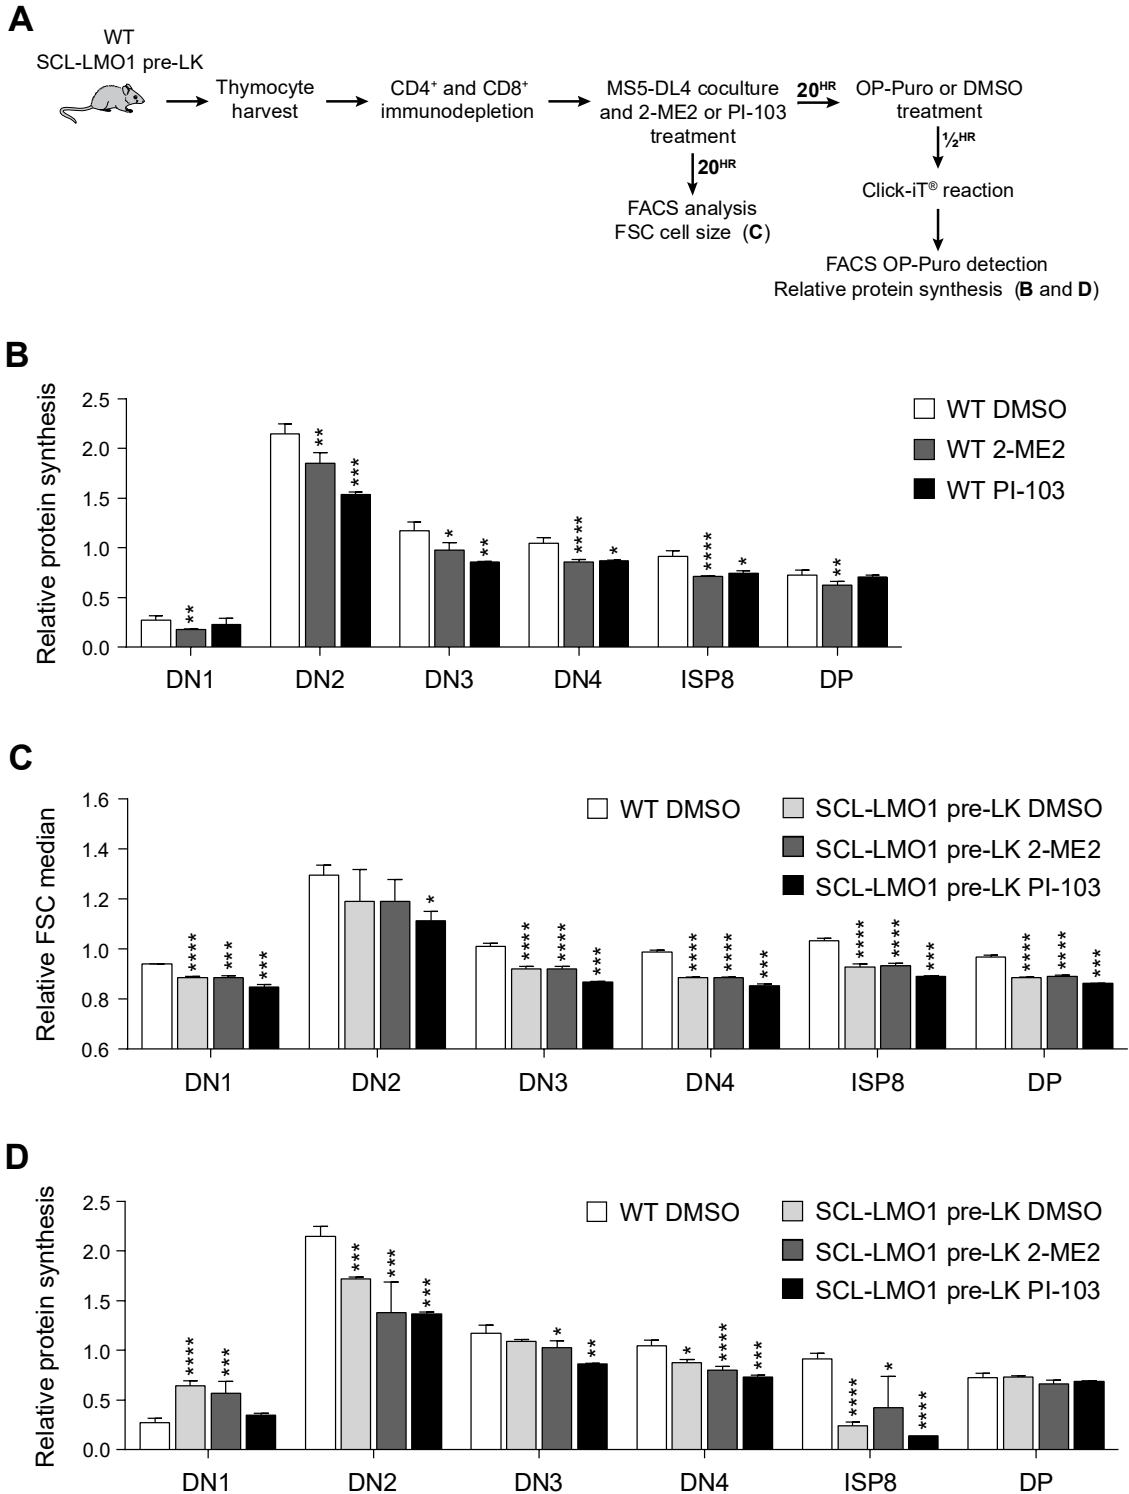 A
WT
SCL-LMO1 pre-LK
Thymocyte
harvest
CD4⁺ and CD8⁺
immunodepletion
MS5-DL4 coculture
and 2-ME2 or PI-103
treatment
20ᴴᴿ
OP-Puro or DMSO
treatment
½ᴴᴿ
20ᴴᴿ
Click-iT® reaction
FACS analysis
FSC cell size (C)
FACS OP-Puro detection
Relative protein synthesis (B and D)
B
Relative protein synthesis
2.5
2.0
1.5
1.0
0.5
0.0
WT DMSO
WT 2-ME2
WT PI-103
**
**
***
*
**
****
*
****
*
**
DN1 DN2 DN3 DN4 ISP8 DP
C
Relative FSC median
1.6
1.4
1.2
1.0
0.8
0.6
WT DMSO
SCL-LMO1 pre-LK DMSO
SCL-LMO1 pre-LK 2-ME2
SCL-LMO1 pre-LK PI-103
****
***
***
*
****
****
***
****
****
***
****
****
***
****
****
***
DN1 DN2 DN3 DN4 ISP8 DP
D
Relative protein synthesis
2.5
2.0
1.5
1.0
0.5
0.0
WT DMSO
SCL-LMO1 pre-LK DMSO
SCL-LMO1 pre-LK 2-ME2
SCL-LMO1 pre-LK PI-103
****
***
***
***
***
*
**
*
****
***
****
*
****
DN1 DN2 DN3 DN4 ISP8 DP